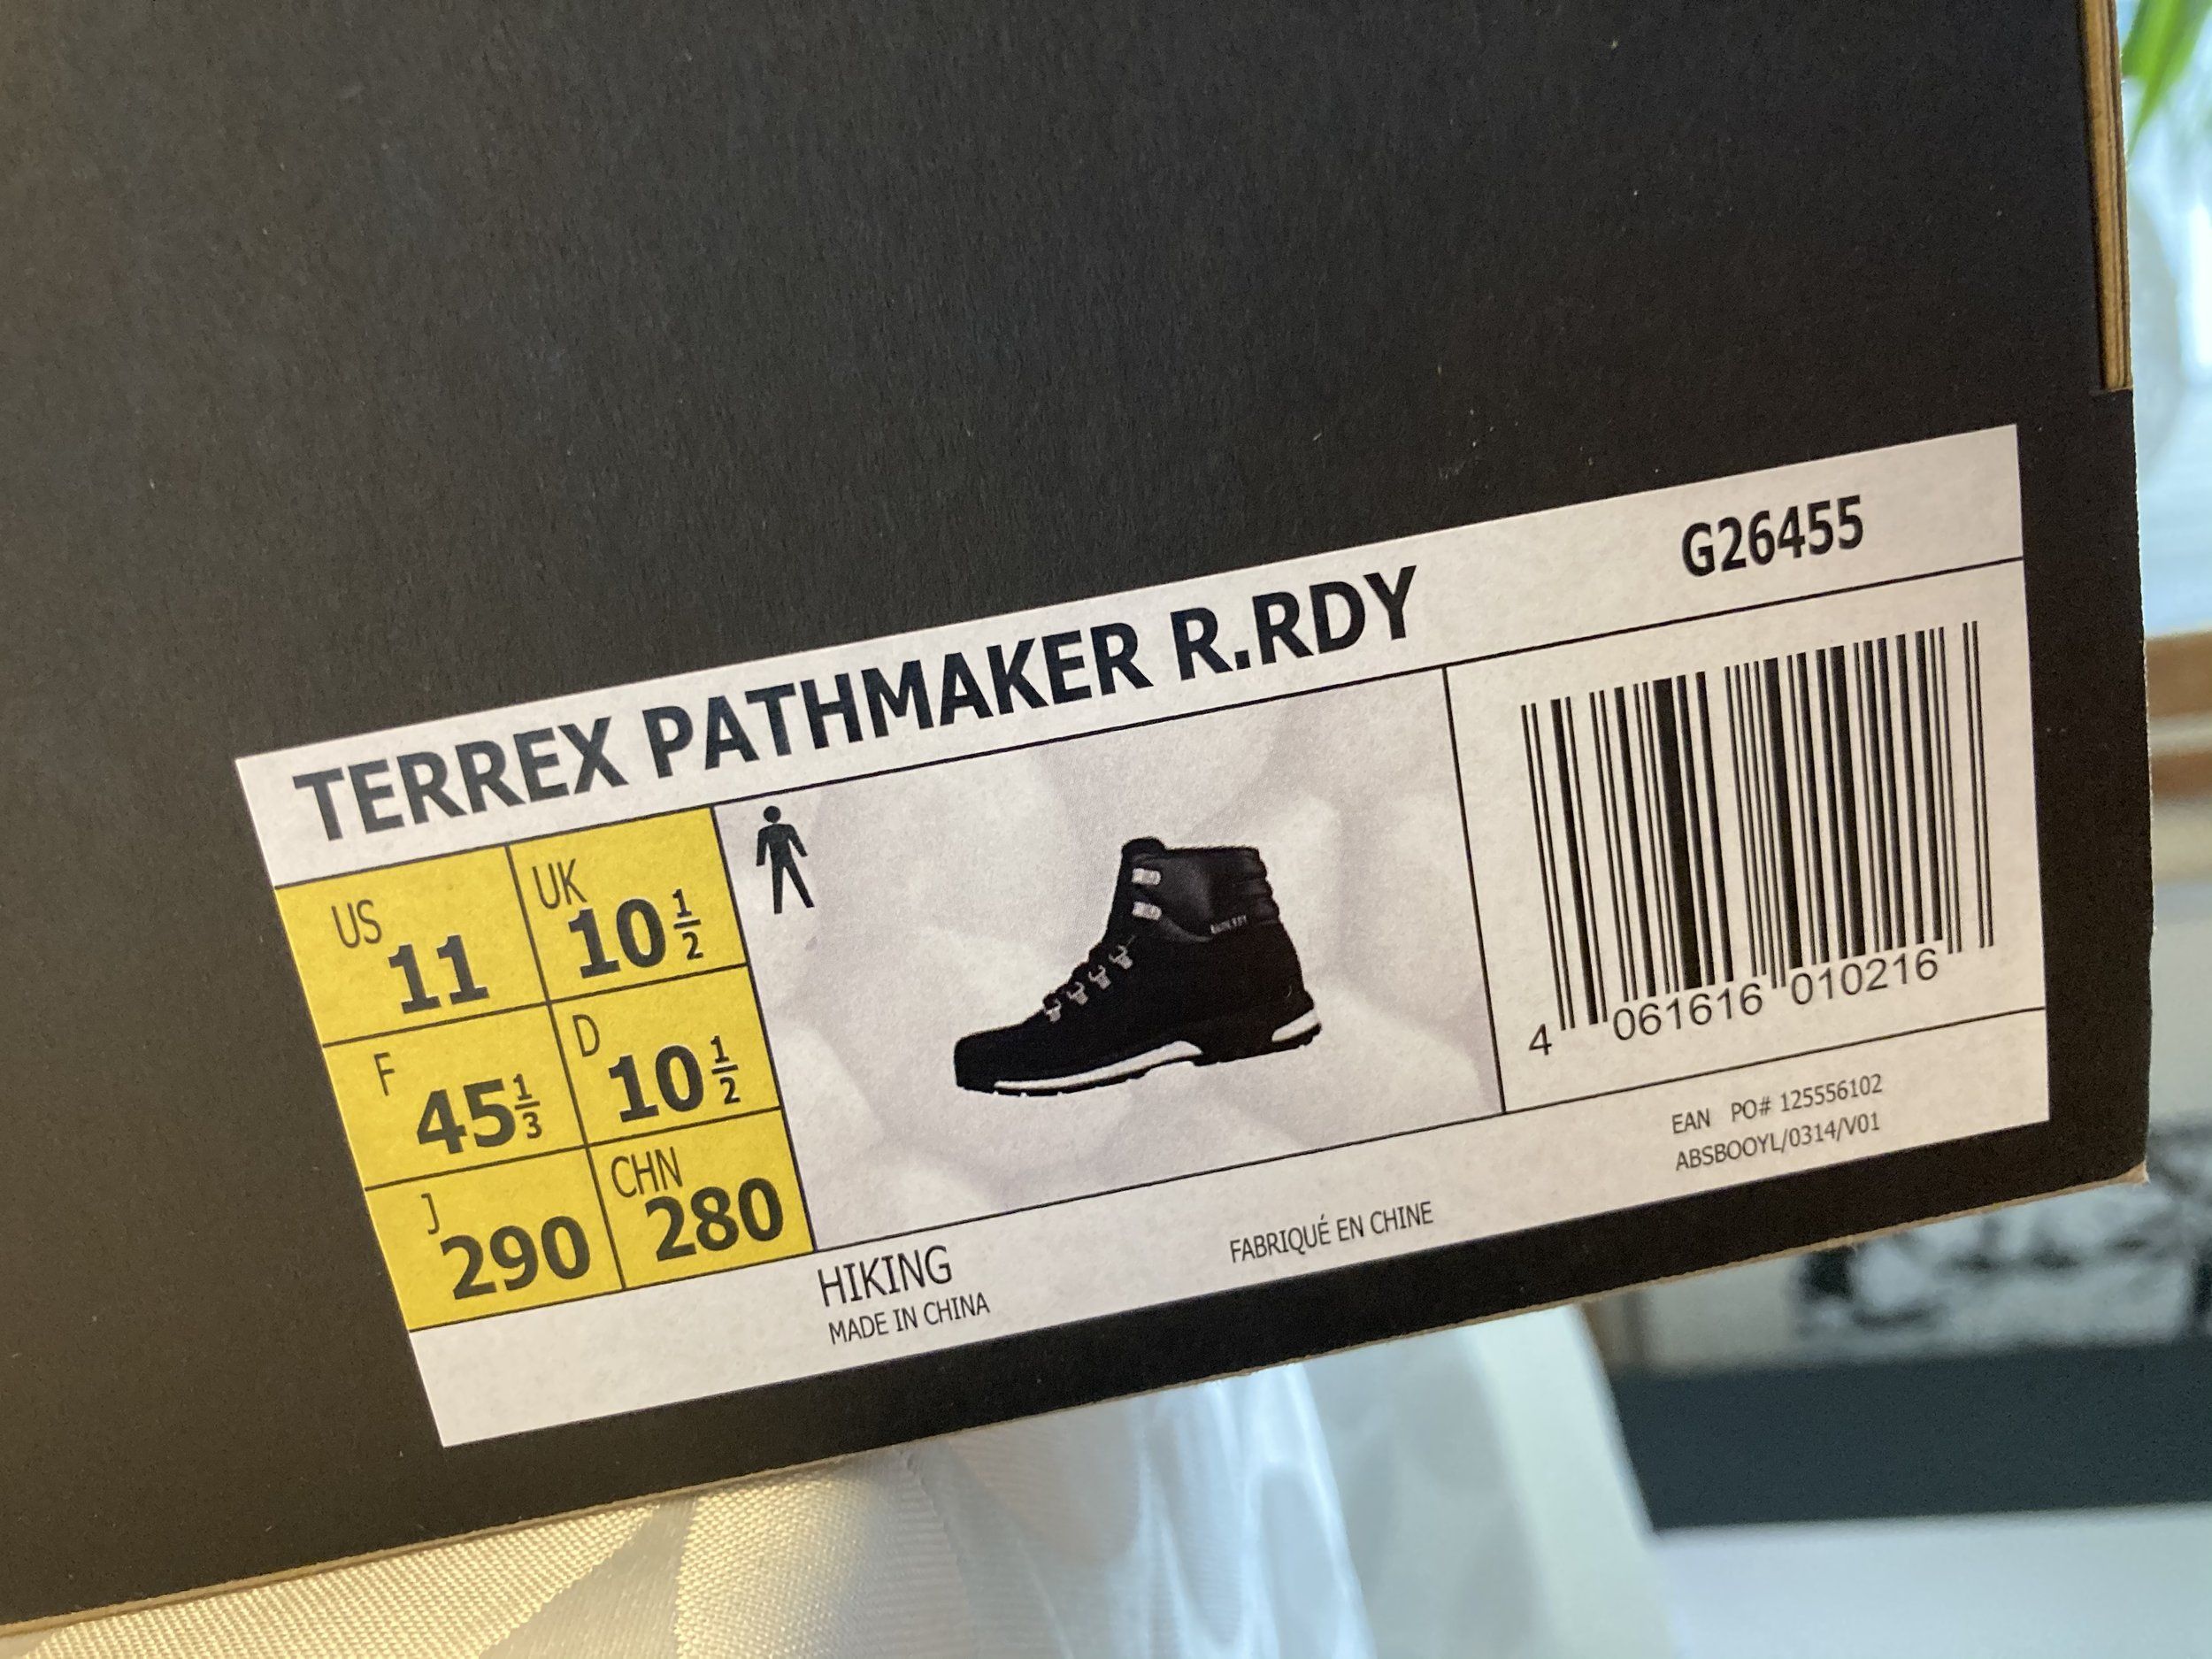 TERREX PATHMAKER R.RDY
G26455
US 11
UK 10 1/2
F 45 1/3
D 10 1/2
J 290
CHN 280
4 061616 010216
HIKING
MADE IN CHINA
FABRIQUÉ EN CHINE
EAN PO# 125556102
ABSBOOYL/0314/V01